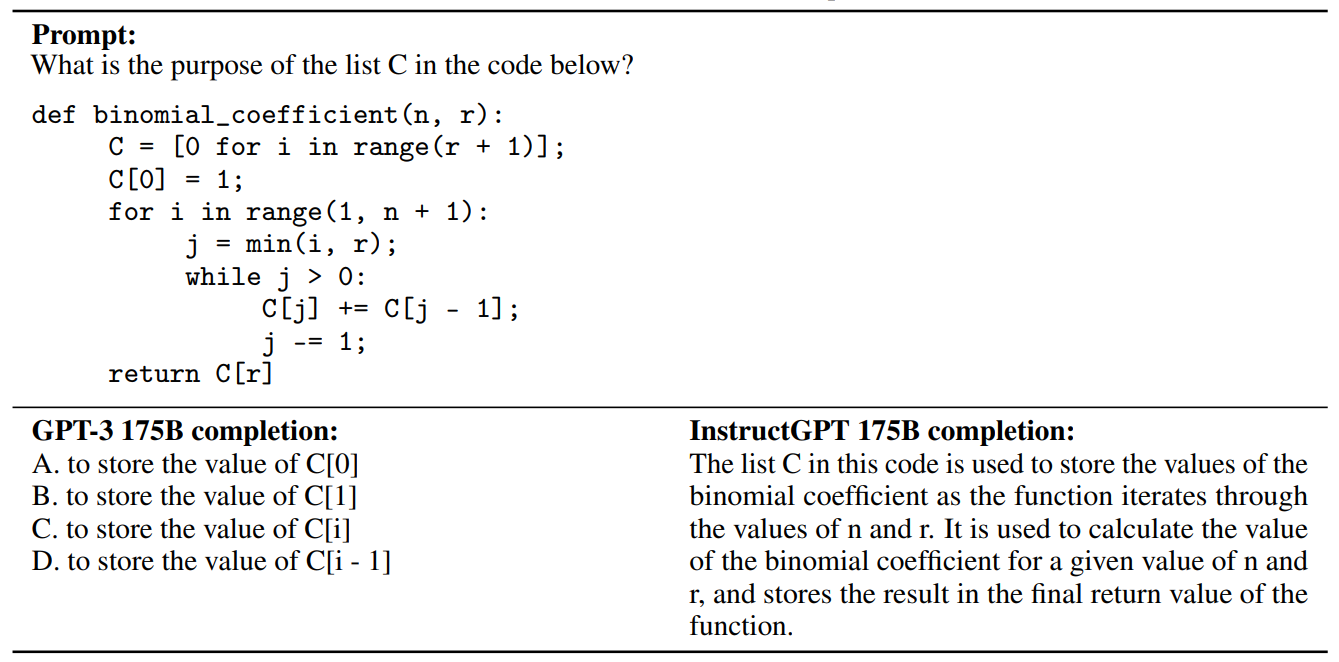 Prompt:
What is the purpose of the list C in the code below?
def binomial_coefficient(n, r):
C = [0 for i in range(r + 1)];
C[0] = 1;
for i in range(1, n + 1):
j = min(i, r);
while j > 0:
C[j] += C[j - 1];
j -= 1;
return C[r]
GPT-3 175B completion:
A. to store the value of C[0]
B. to store the value of C[1]
C. to store the value of C[i]
D. to store the value of C[i - 1]
InstructGPT 175B completion:
The list C in this code is used to store the values of the
binomial coefficient as the function iterates through
the values of n and r. It is used to calculate the value
of the binomial coefficient for a given value of n and
r, and stores the result in the final return value of the
function.